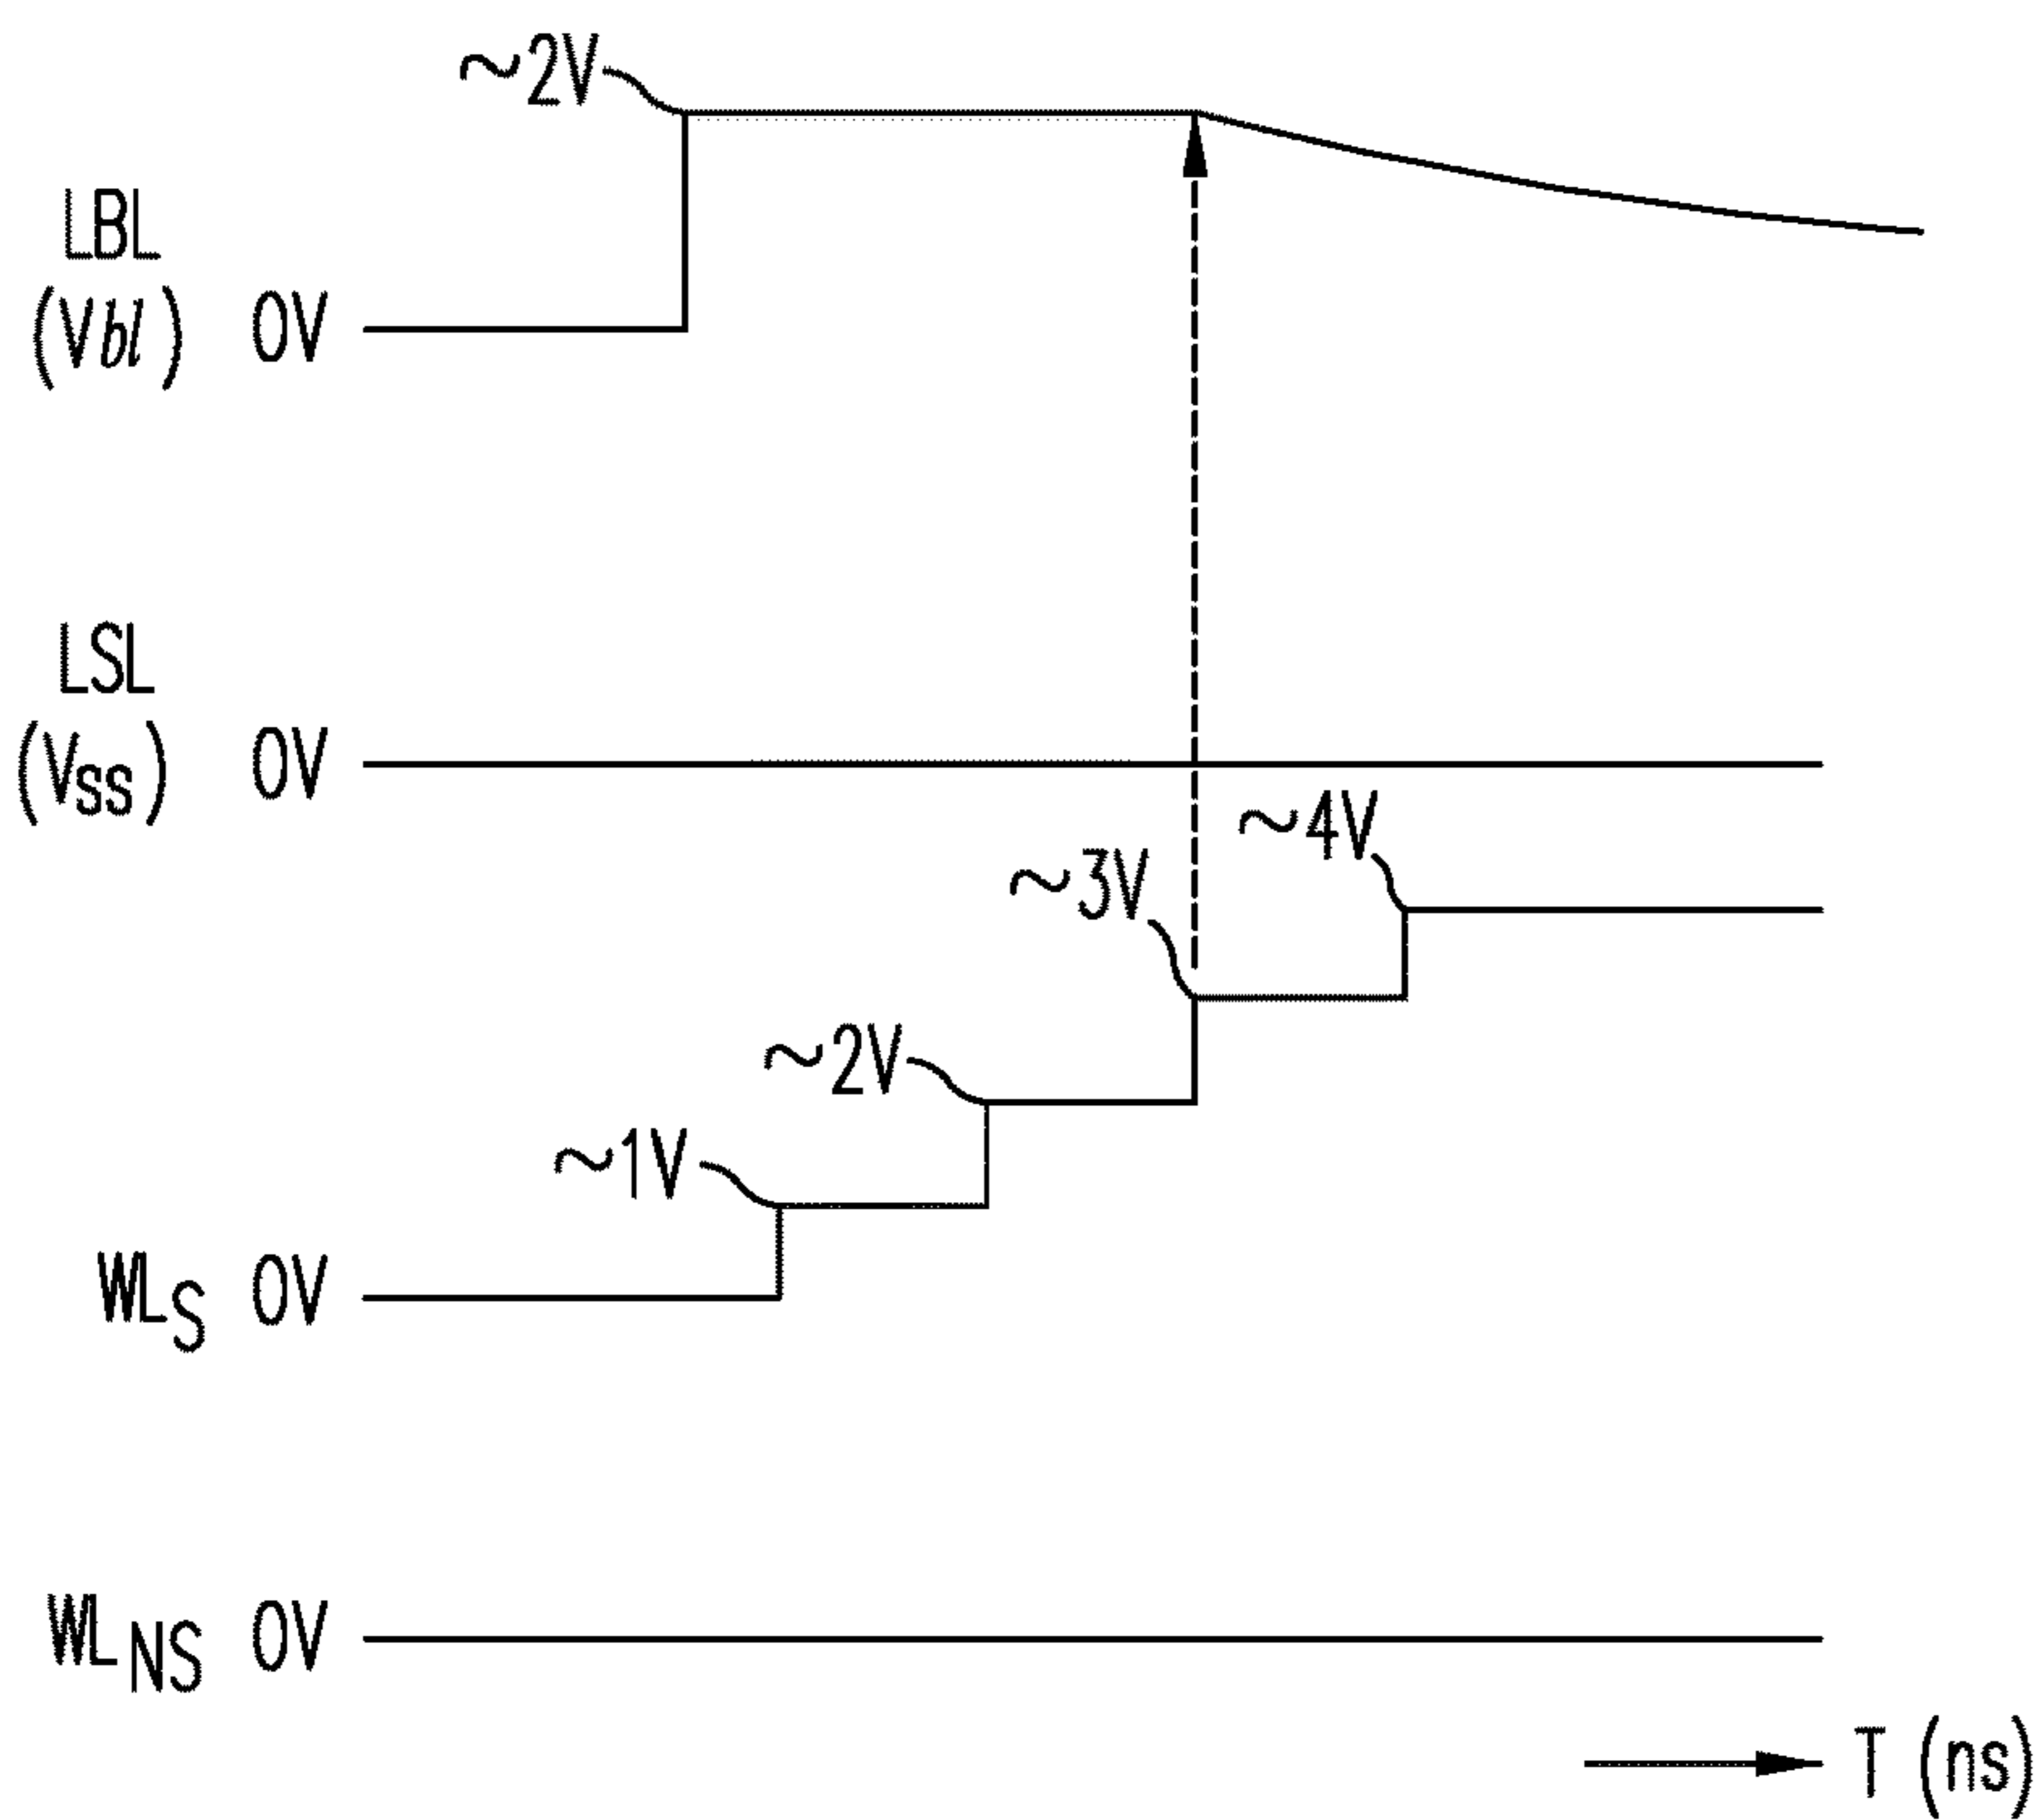 ~2V
LBL
(Vbl) 0V
LSL
(Vss) 0V
~4V
~3V
~2V
~1V
WLS 0V
WLNS 0V
T (ns)